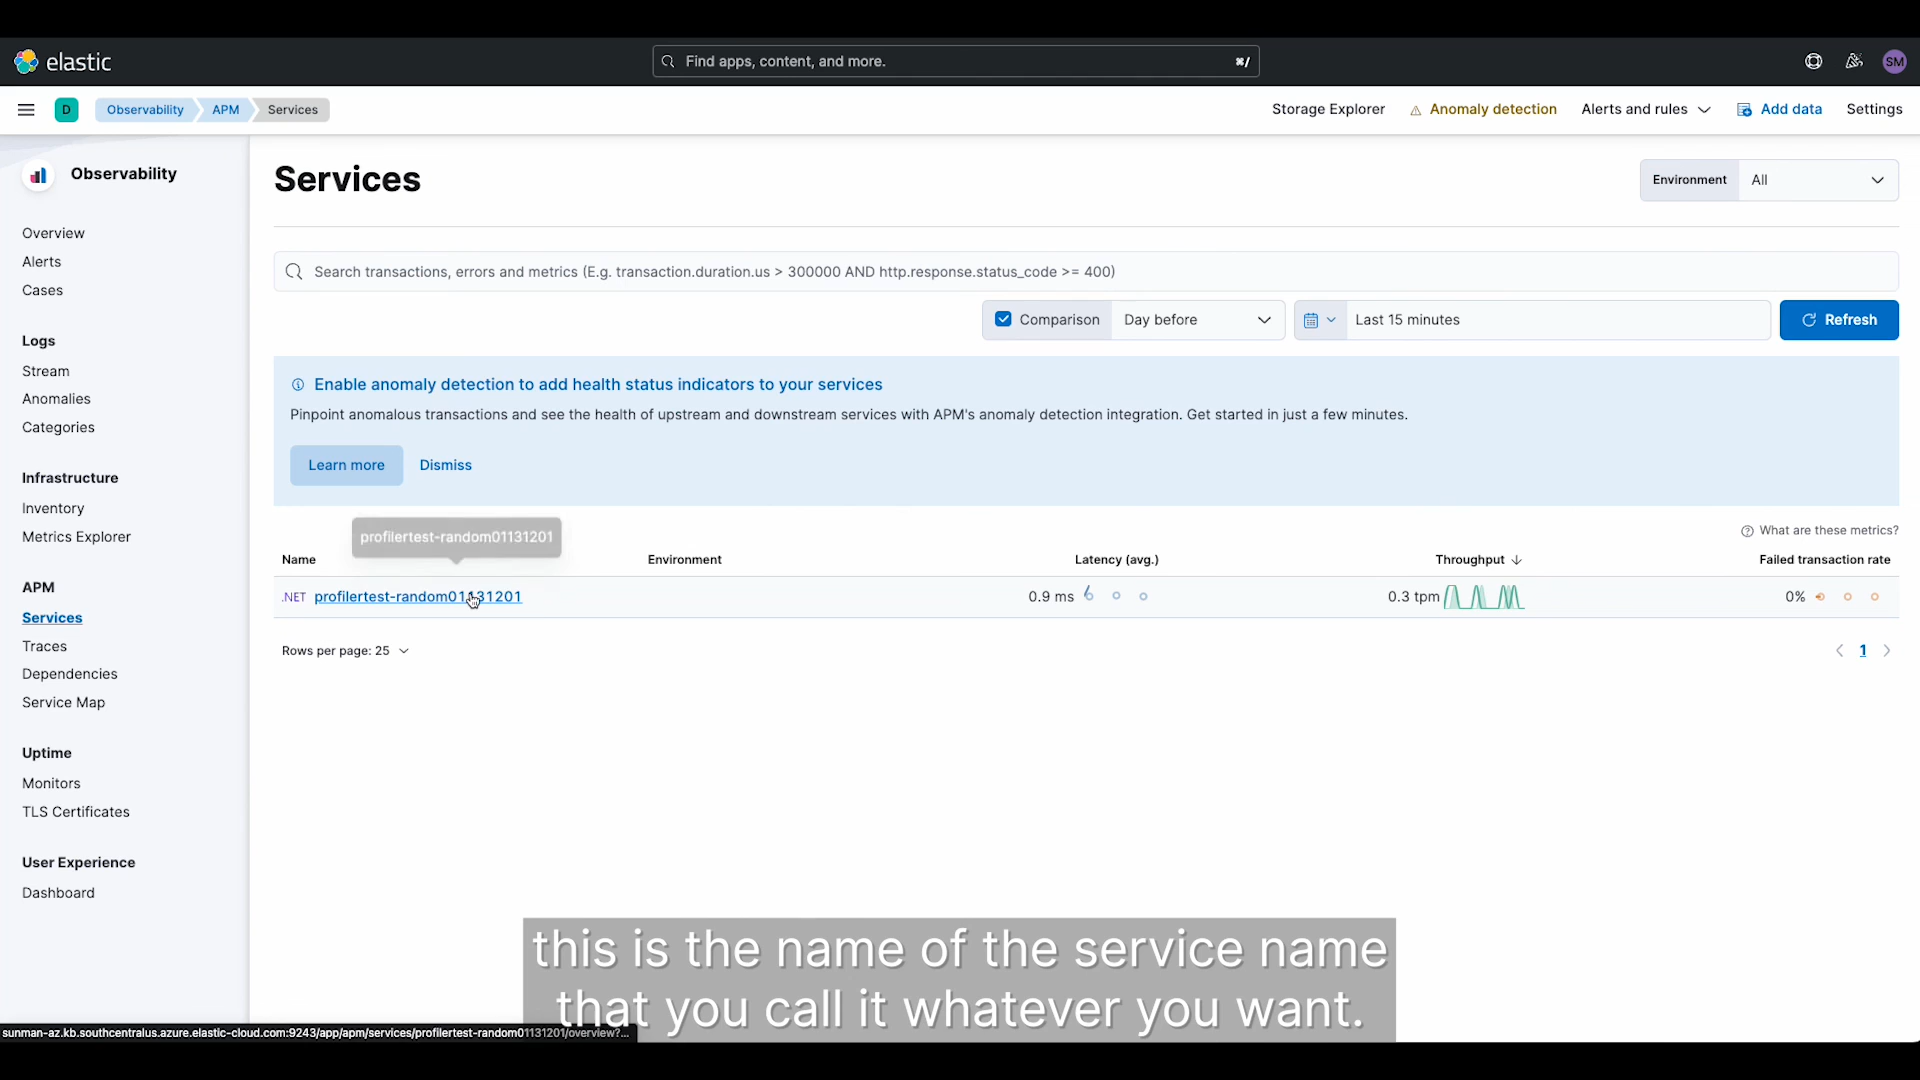 elastic
Find apps, content, and more.
⌘/
SM
D
Observability
APM
Services
Storage Explorer
Anomaly detection
Alerts and rules
Add data
Settings
Observability
Overview
Alerts
Cases
Logs
Stream
Anomalies
Categories
Infrastructure
Inventory
Metrics Explorer
APM
Services
Traces
Dependencies
Service Map
Uptime
Monitors
TLS Certificates
User Experience
Dashboard
Services
Environment
All
Search transactions, errors and metrics (E.g. transaction.duration.us > 300000 AND http.response.status_code >= 400)
Comparison
Day before
Last 15 minutes
Refresh
Enable anomaly detection to add health status indicators to your services
Pinpoint anomalous transactions and see the health of upstream and downstream services with APM's anomaly detection integration. Get started in just a few minutes.
Learn more
Dismiss
What are these metrics?
profilertest-random01131201
Name
Environment
Latency (avg.)
Throughput
Failed transaction rate
.NET
profilertest-random01131201
0.9 ms
0.3 tpm
0%
Rows per page: 25
1
this is the name of the service name
that you call it whatever you want.
sunman-az.kb.southcentralus.azure.elastic-cloud.com:9243/app/apm/services/profilertest-random01131201/overview?...